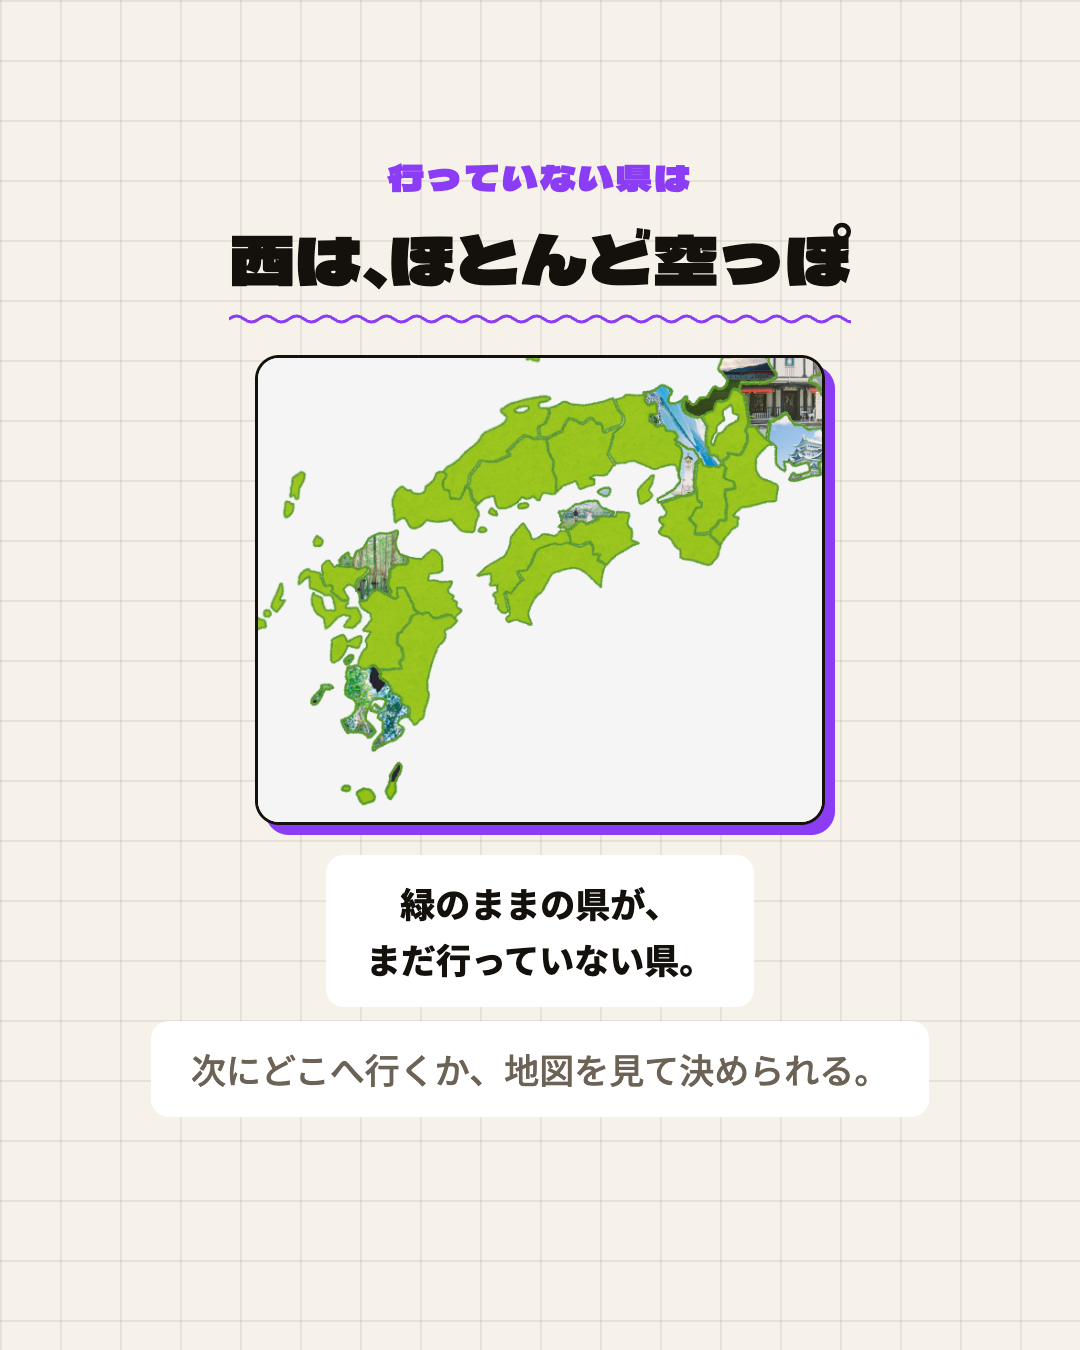 行っていない県は
西は、ほとんど空っぽ
緑のままの県が、
まだ行っていない県。
次にどこへ行くか、地図を見て決められる。